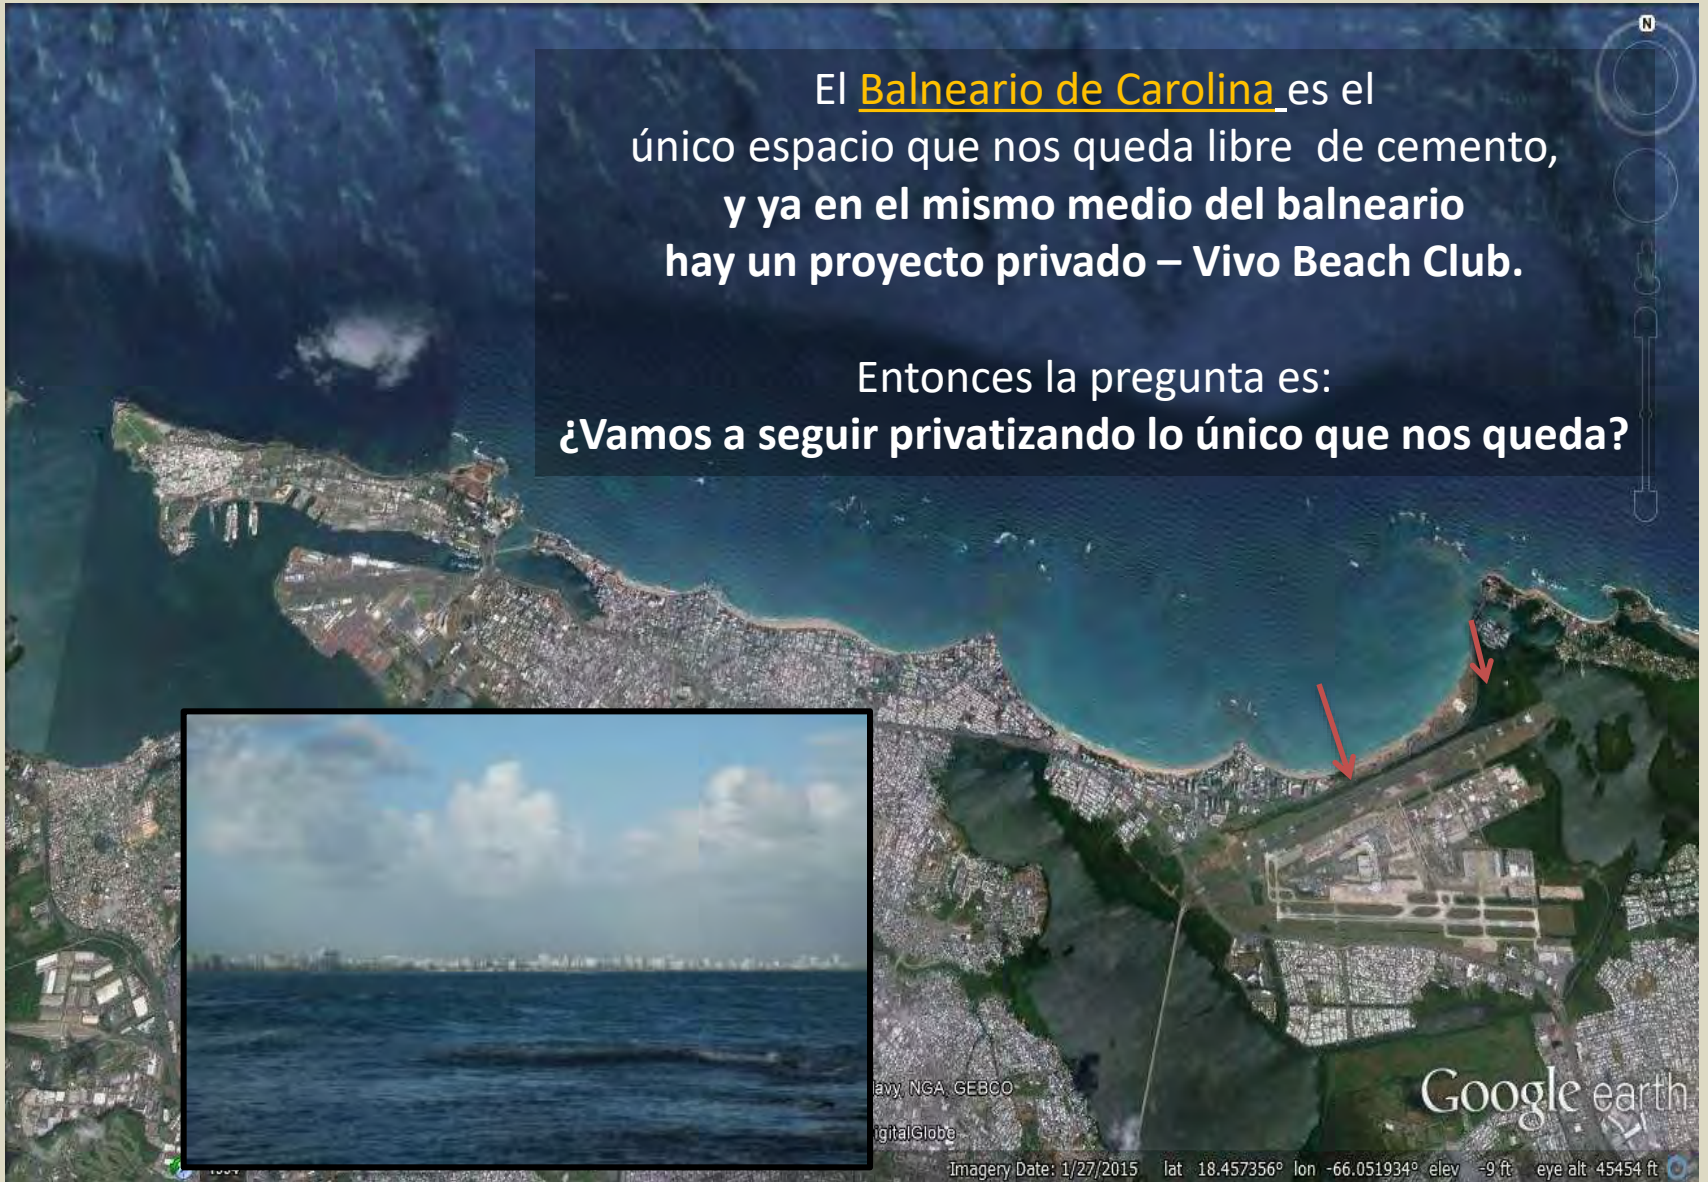 N
El Balneario de Carolina es el
único espacio que nos queda libre de cemento,
y ya en el mismo medio del balneario
hay un proyecto privado – Vivo Beach Club.
Entonces la pregunta es:
¿Vamos a seguir privatizando lo único que nos queda?
NGA, GEBCO
Google earth
Imagery Date: 1/27/2015 lat 18.457356° lon -66.051934° elev -9 ft eye alt 45454 ft